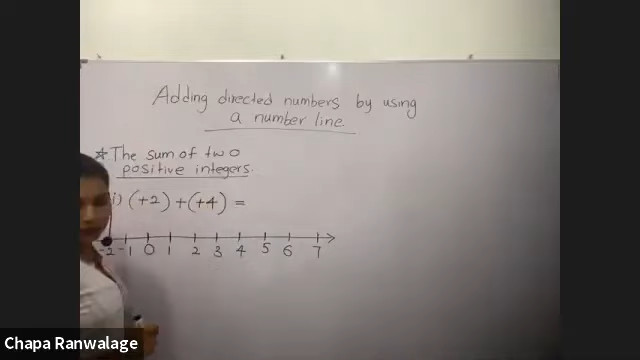 Adding directed numbers by using
a number line.
☆ The sum of two
positive integers.
i) (+2) + (+4) =
-2 -1 0 1 2 3 4 5 6 7
Chapa Ranwalage